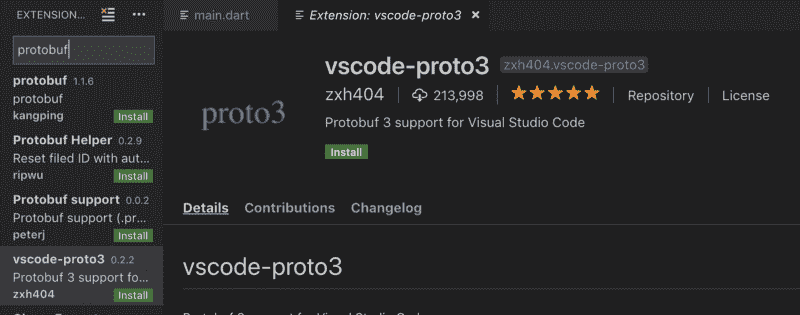 EXTENSION...
protobuf
protobuf 1.1.6
protobuf
kangping Install
Protobuf Helper 0.2.9
Reset filed ID with aut...
ripwu Install
Protobuf support 0.0.2
Protobuf support (.pr...
peterj Install
vscode-proto3 0.2.2
Protobuf 3 support fo...
zxh404 Install
main.dart
Extension: vscode-proto3
proto3
vscode-proto3 zxh404.vscode-proto3
zxh404 213,998 Repository License
Protobuf 3 support for Visual Studio Code
Install
Details Contributions Changelog
vscode-proto3